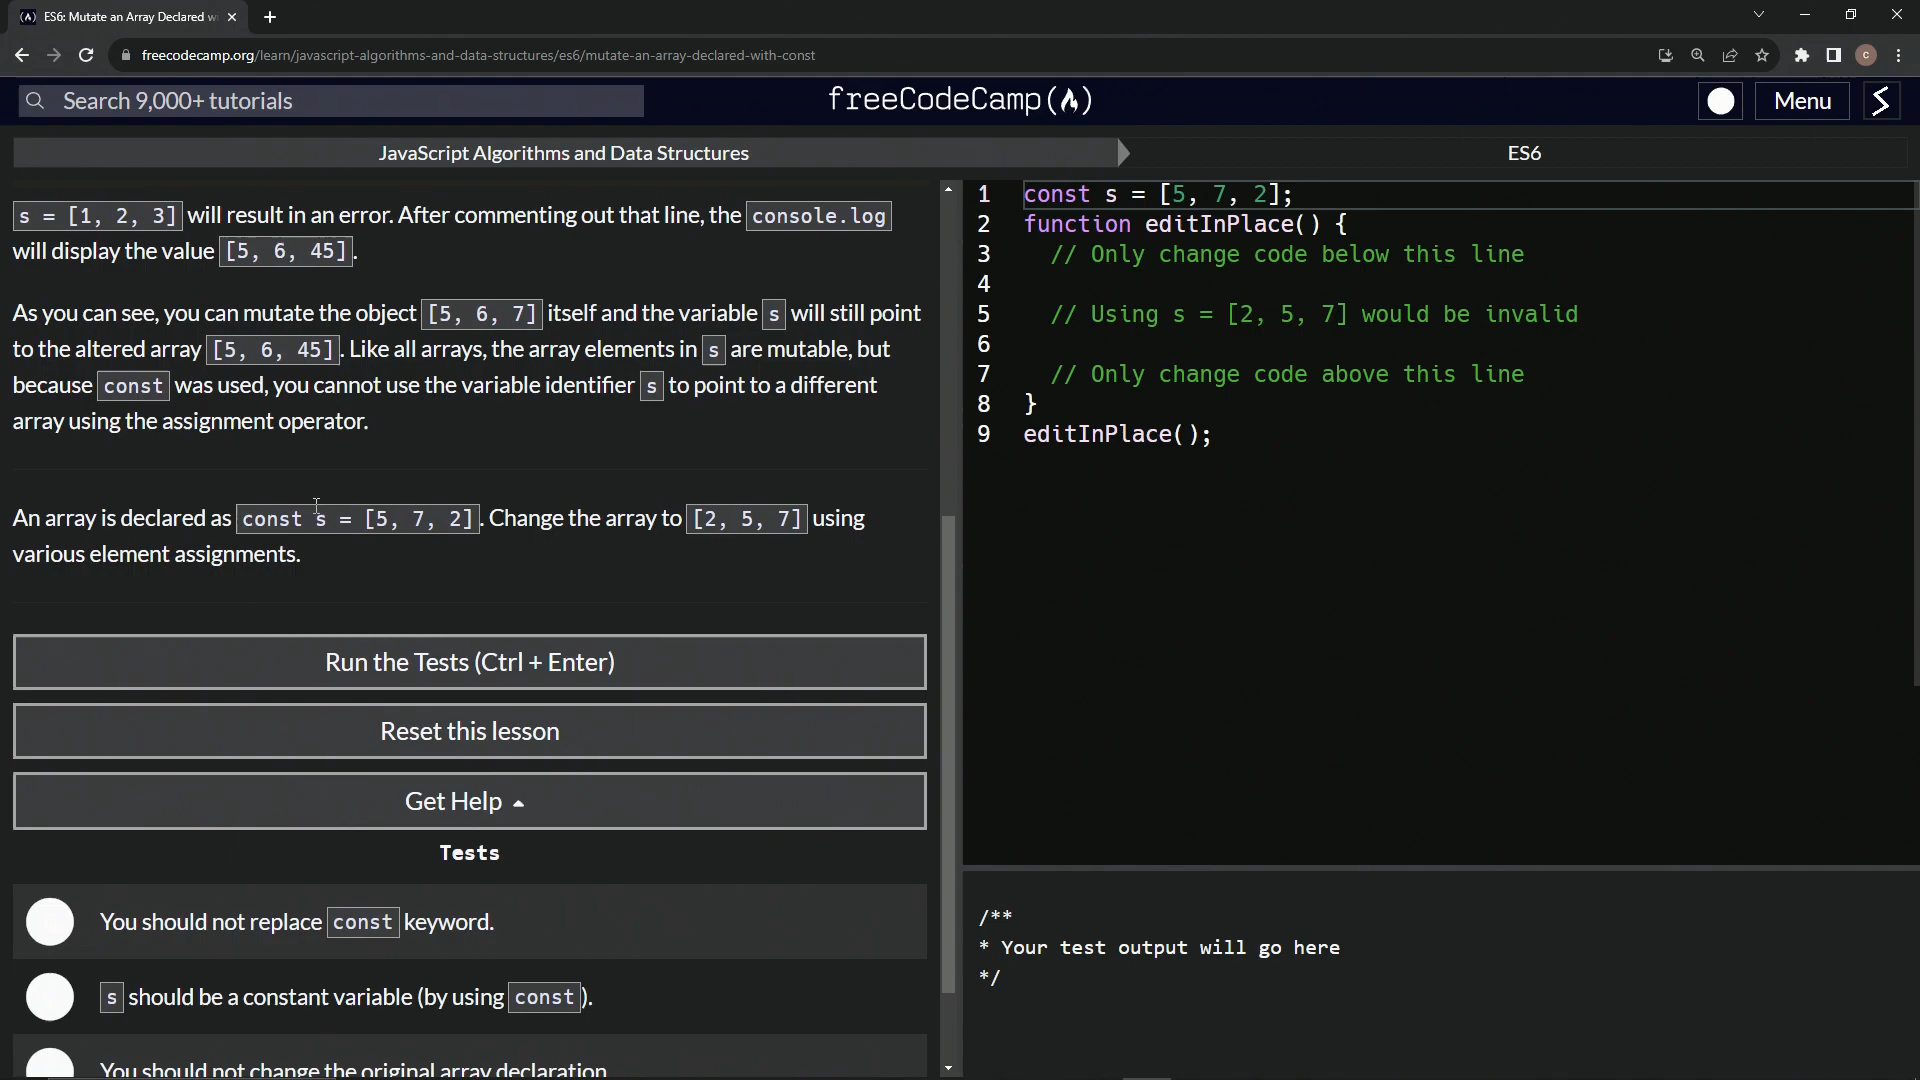 ES6: Mutate an Array Declared w
freecodecamp.org/learn/javascript-algorithms-and-data-structures/es6/mutate-an-array-declared-with-const
C
Search 9,000+ tutorials
freeCodeCamp
Menu
JavaScript Algorithms and Data Structures
ES6
s = [1, 2, 3] will result in an error. After commenting out that line, the console.log
will display the value [5, 6, 45].
As you can see, you can mutate the object [5, 6, 7] itself and the variable s will still point
to the altered array [5, 6, 45]. Like all arrays, the array elements in s are mutable, but
because const was used, you cannot use the variable identifier s to point to a different
array using the assignment operator.
An array is declared as const s = [5, 7, 2]. Change the array to [2, 5, 7] using
various element assignments.
Run the Tests (Ctrl + Enter)
Reset this lesson
Get Help
Tests
You should not replace const keyword.
s should be a constant variable (by using const).
You should not change the original array declaration
1 const s = [5, 7, 2];
2 function editInPlace() {
3 // Only change code below this line
4
5 // Using s = [2, 5, 7] would be invalid
6
7 // Only change code above this line
8 }
9 editInPlace();
/**
* Your test output will go here
*/